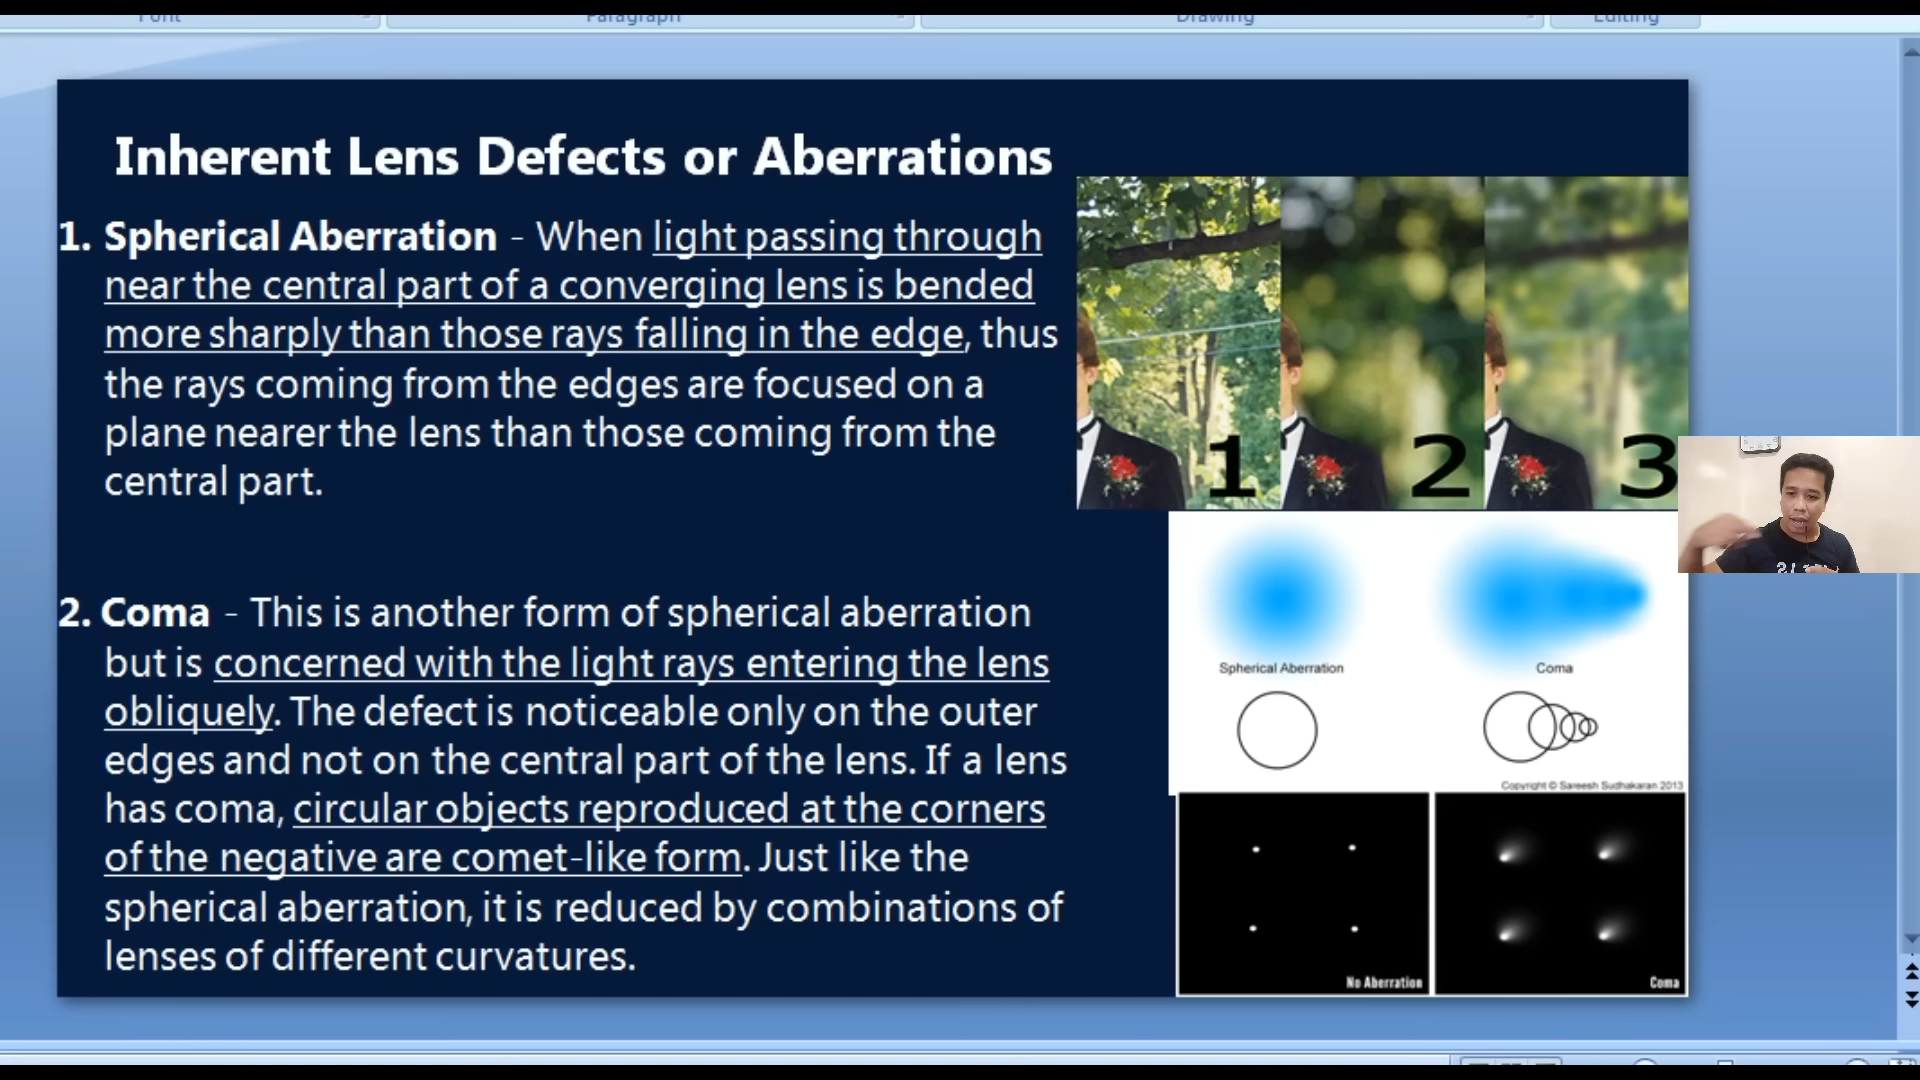 Font Paragraph Drawing Editing
Inherent Lens Defects or Aberrations
1. Spherical Aberration - When light passing through
near the central part of a converging lens is bended
more sharply than those rays falling in the edge, thus
the rays coming from the edges are focused on a
plane nearer the lens than those coming from the
central part.
1 2 3
2. Coma - This is another form of spherical aberration
but is concerned with the light rays entering the lens
obliquely. The defect is noticeable only on the outer
edges and not on the central part of the lens. If a lens
has coma, circular objects reproduced at the corners
of the negative are comet-like form. Just like the
spherical aberration, it is reduced by combinations of
lenses of different curvatures.
Spherical Aberration Coma
Copyright © Sareesh Sudhakaran 2013
No Aberration Coma